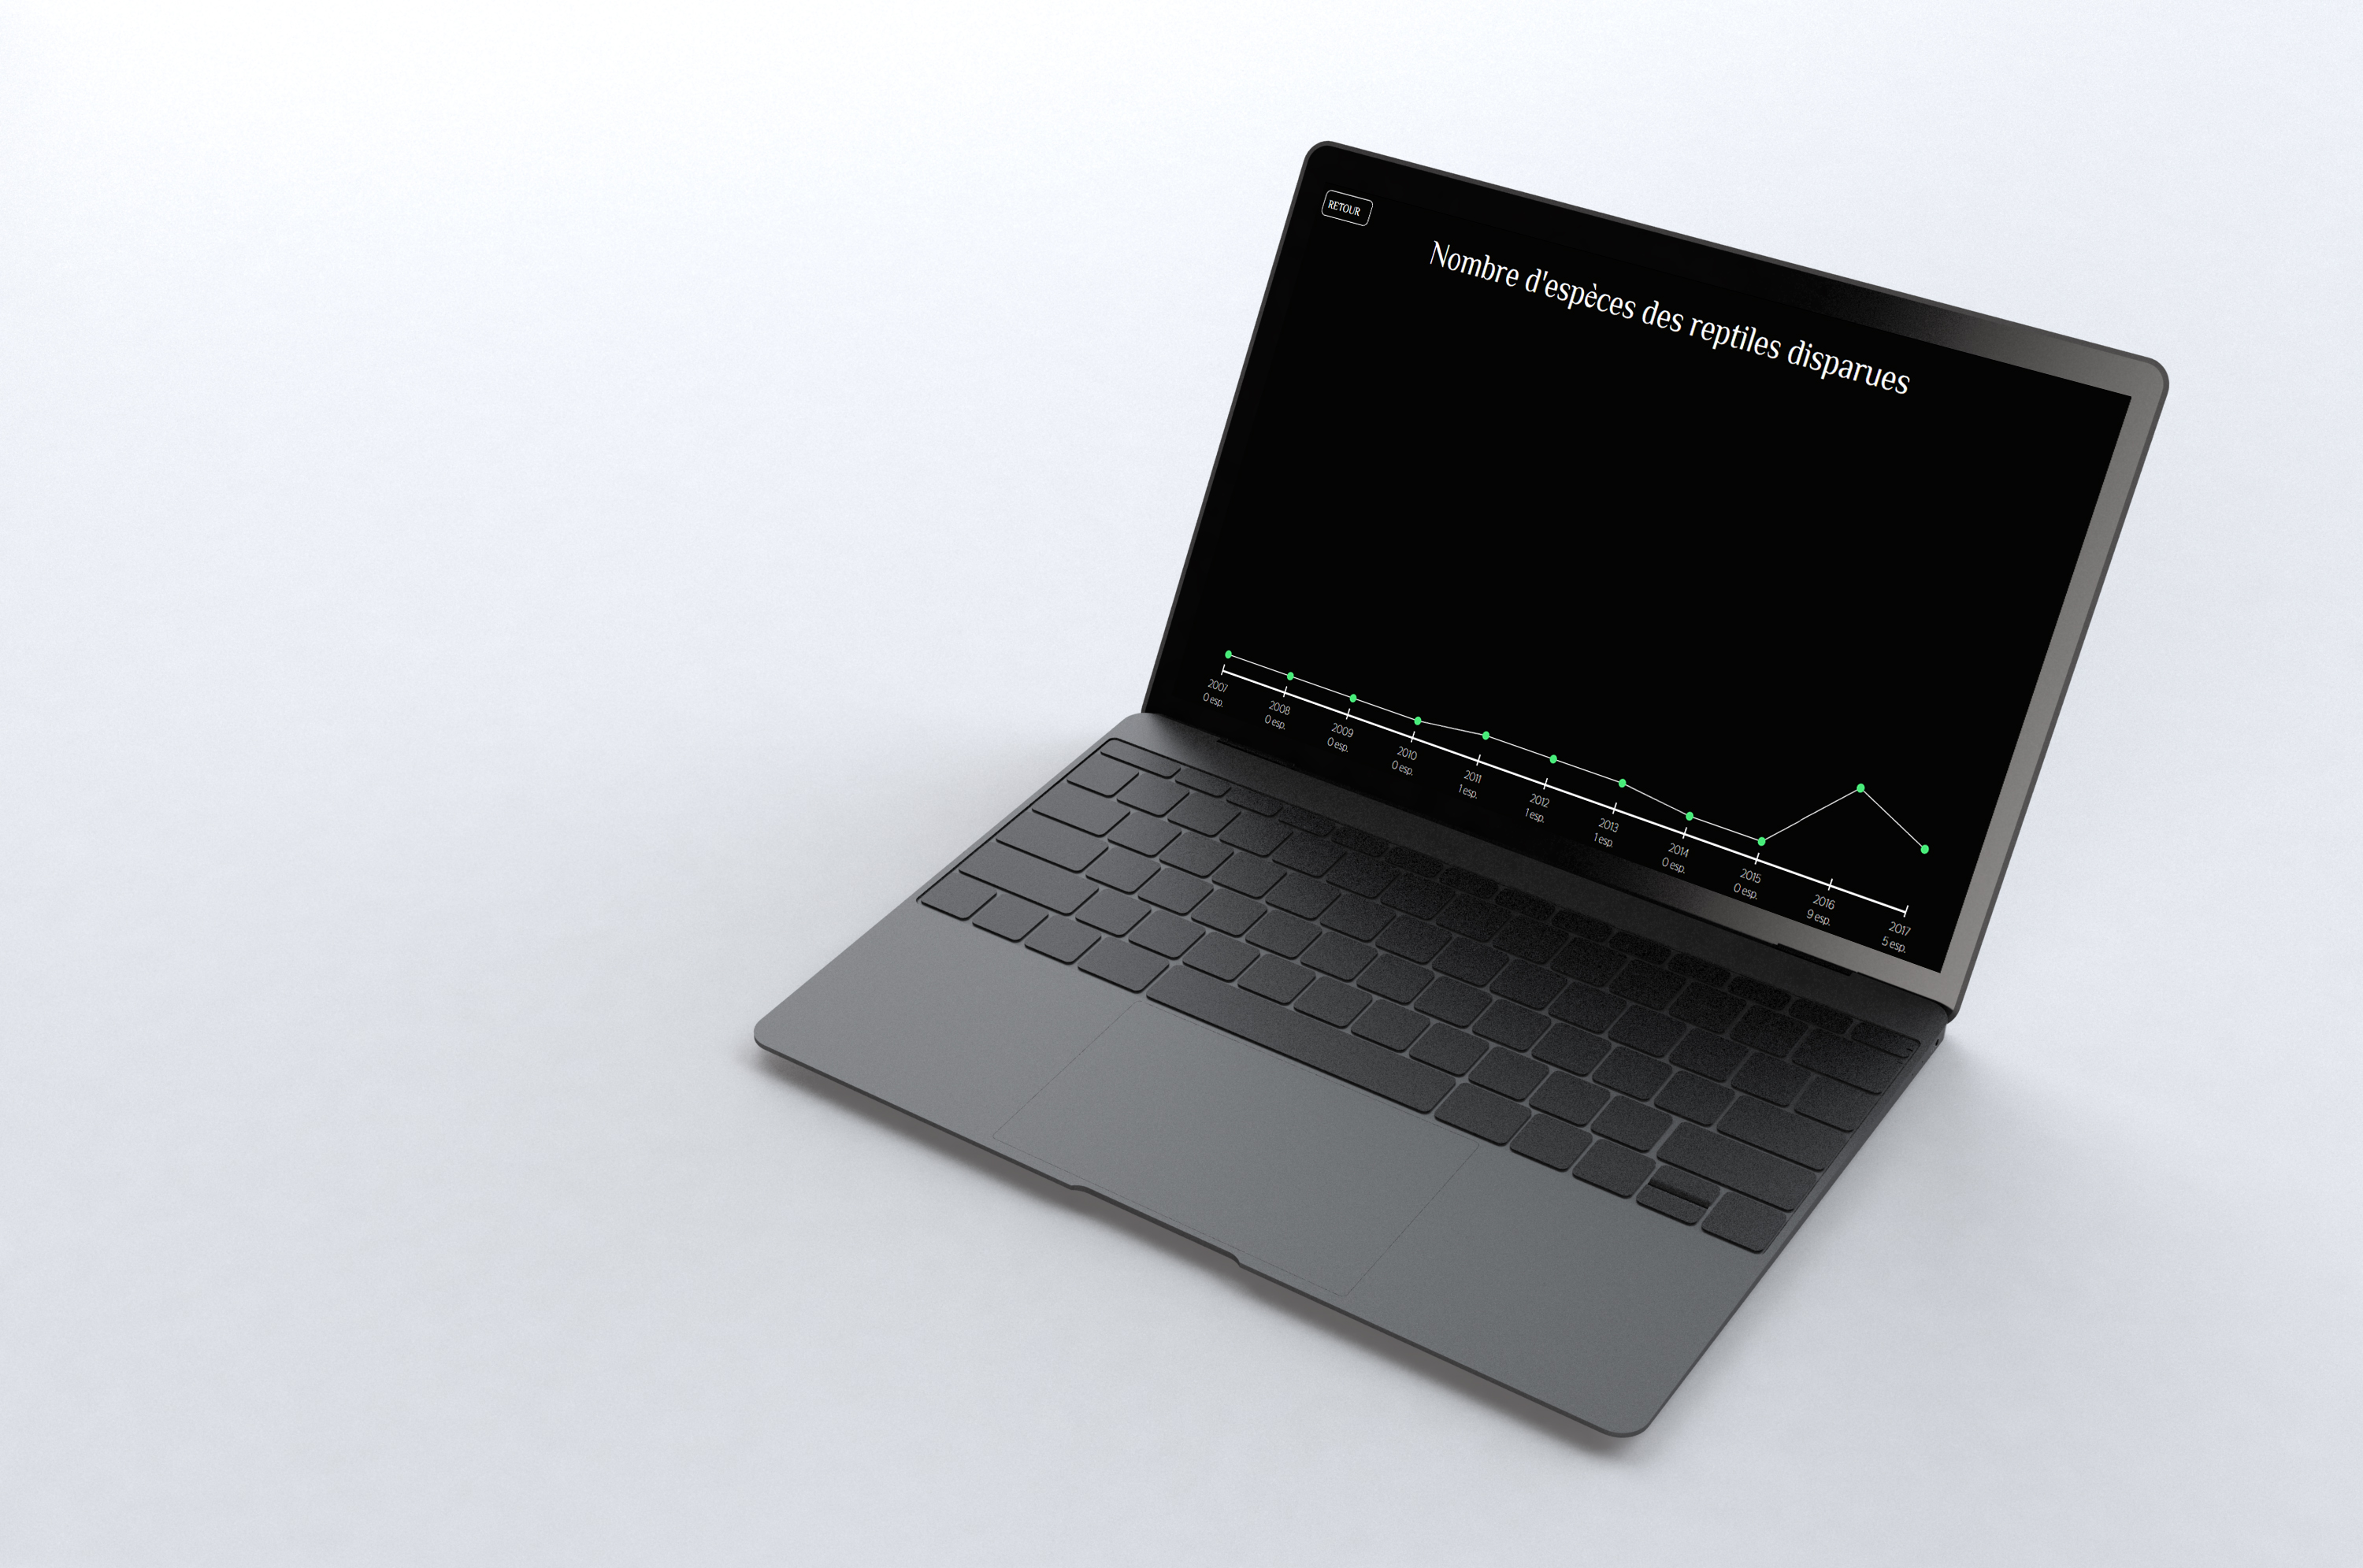 RETOUR
Nombre d'espèces des reptiles disparues
2007
0 esp.
2008
0 esp.
2009
0 esp.
2010
0 esp.
2011
1 esp.
2012
1 esp.
2013
1 esp.
2014
0 esp.
2015
0 esp.
2016
9 esp.
2017
5 esp.